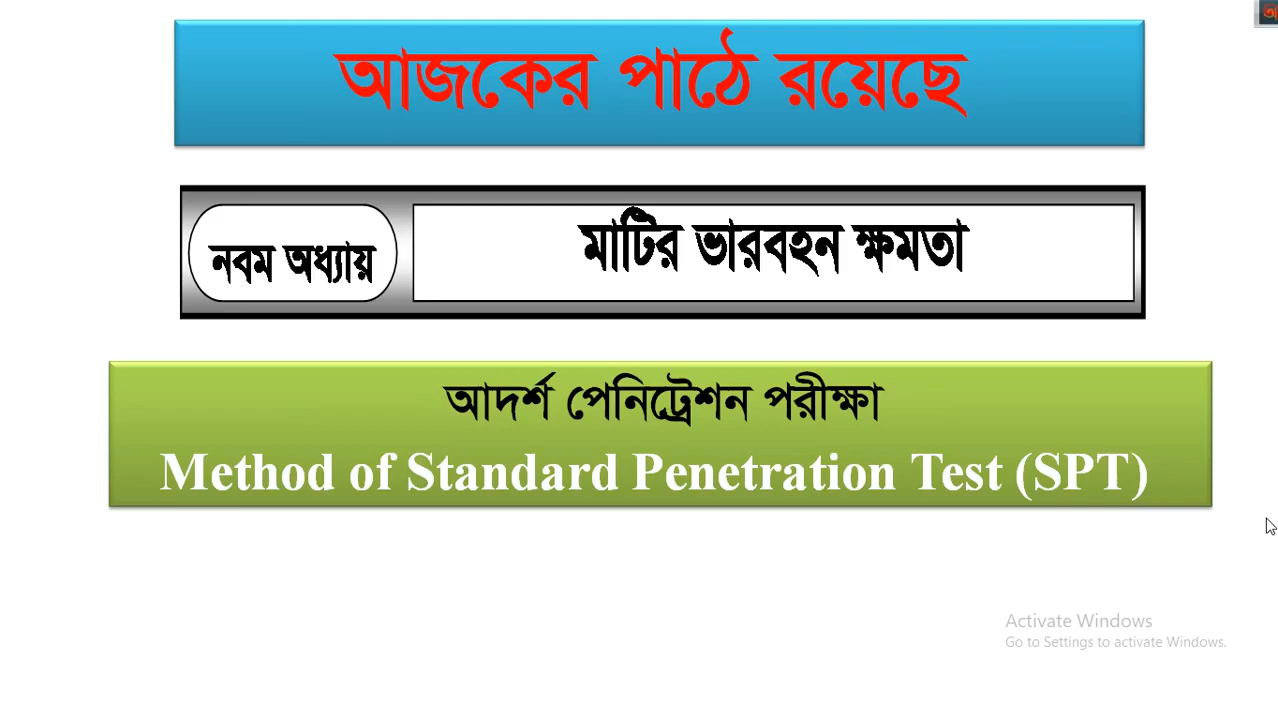 আজকের পাঠে রয়েছে
নবম অধ্যায়
মাটির ভারবহন ক্ষমতা
আদর্শ পেনিট্রেশন পরীক্ষা
Method of Standard Penetration Test (SPT)
Activate Windows
Go to Settings to activate Windows.